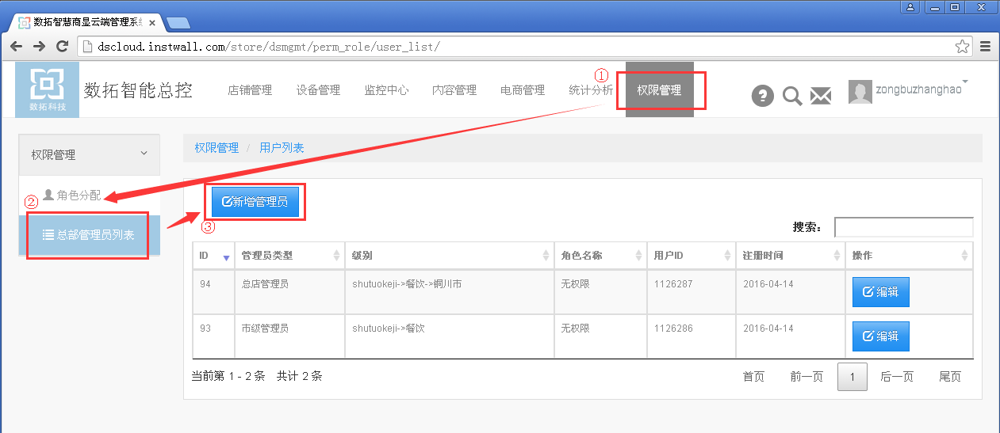 数拓智慧商显云端管理系统
dscloud.instwall.com/store/dsmgmt/perm_role/user_list/
数拓科技
数拓智能总控
店铺管理 设备管理 监控中心 内容管理 电商管理 统计分析 ① 权限管理
zongbuzhanghao
权限管理
权限管理 / 用户列表
② 角色分配
总部管理员列表
新增管理员
③
搜索：
ID 管理员类型 级别 角色名称 用户ID 注册时间 操作
94 总店管理员 shutuokeji->餐饮->铜川市 无权限 1126287 2016-04-14 编辑
93 市级管理员 shutuokeji->餐饮 无权限 1126286 2016-04-14 编辑
当前第 1 - 2 条 共计 2 条
首页 前一页 1 后一页 尾页